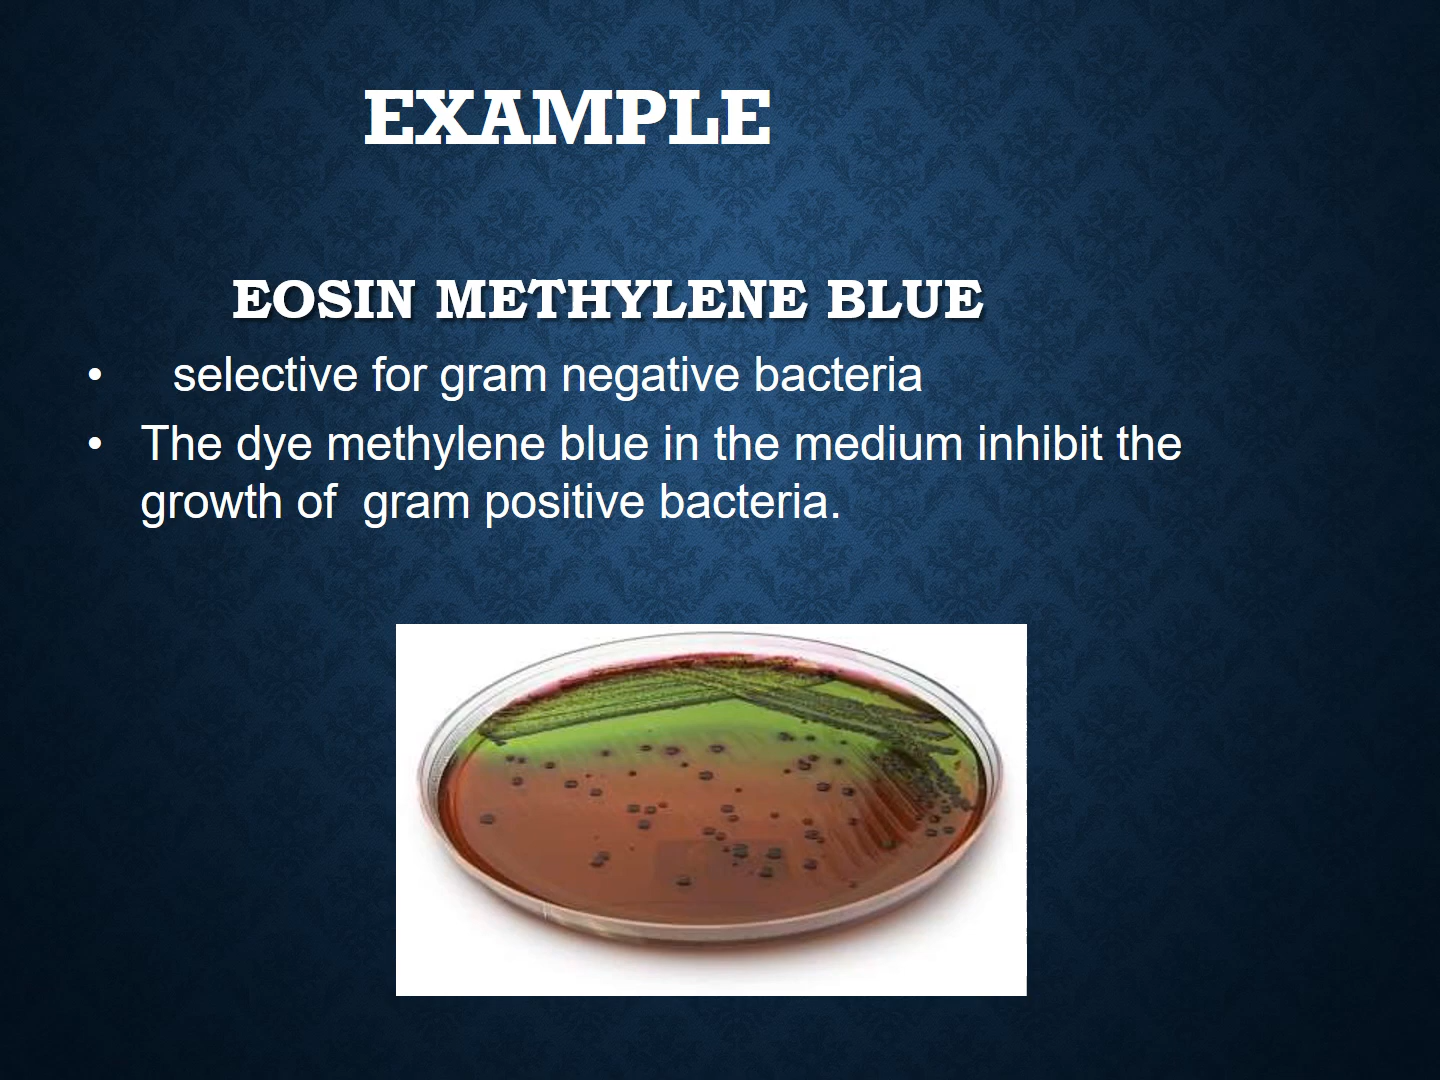 EXAMPLE
EOSIN METHYLENE BLUE
• selective for gram negative bacteria
• The dye methylene blue in the medium inhibit the
growth of  gram positive bacteria.